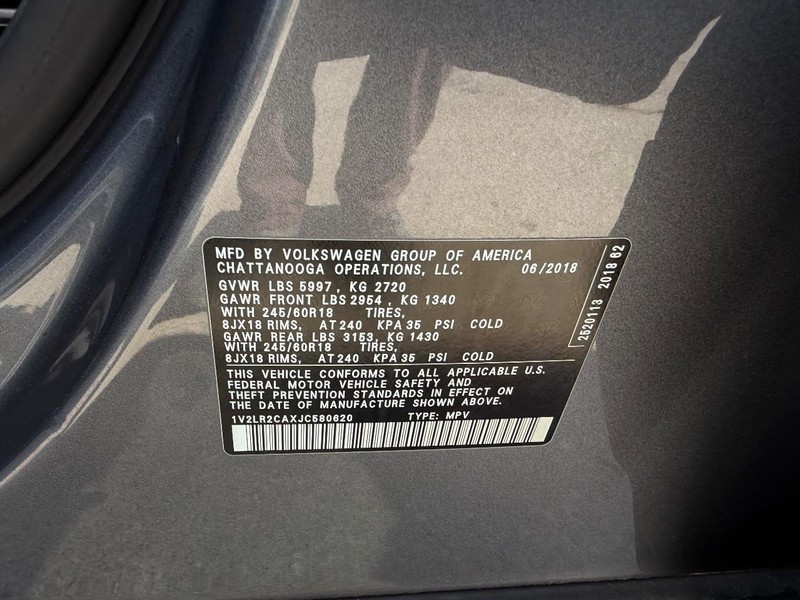 MFD BY VOLKSWAGEN GROUP OF AMERICA
CHATTANOOGA OPERATIONS, LLC. 06/2018
GVWR LBS 5997, KG 2720
GAWR FRONT LBS 2954, KG 1340
WITH 245/60R18 TIRES,
8JX18 RIMS, AT 240 KPA 35 PSI COLD
GAWR REAR LBS 3153, KG 1430
WITH 245/60R18 TIRES,
8JX18 RIMS, AT 240 KPA 35 PSI COLD
THIS VEHICLE CONFORMS TO ALL APPLICABLE U.S.
FEDERAL MOTOR VEHICLE SAFETY AND
THEFT PREVENTION STANDARDS IN EFFECT ON
THE DATE OF MANUFACTURE SHOWN ABOVE.
1V2LR2CAXJC580620 TYPE: MPV
2520113 2018 62